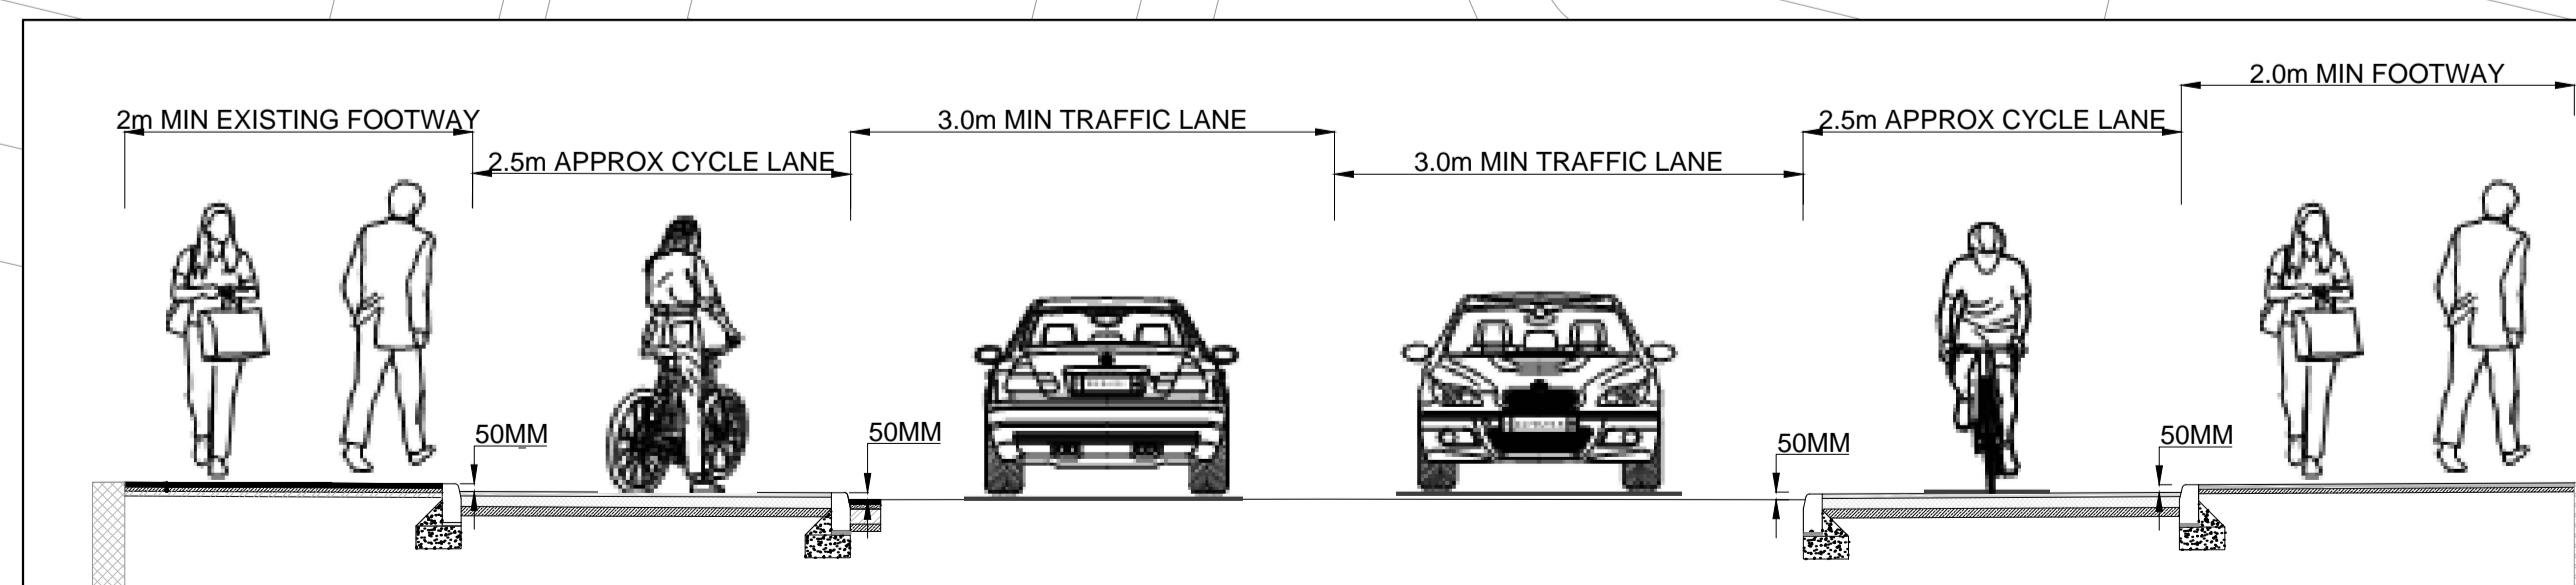 2.0m MIN FOOTWAY
2m MIN EXISTING FOOTWAY
3.0m MIN TRAFFIC LANE
2.5m APPROX CYCLE LANE
2.5m APPROX CYCLE LANE
3.0m MIN TRAFFIC LANE
50MM
50MM
50MM
50MM